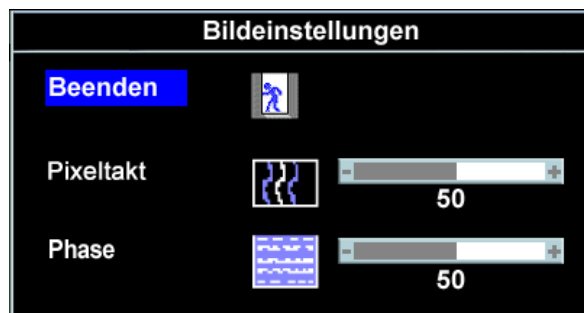 Bildeinstellungen
Beenden
Pixeltakt
- +
50
Phase
- +
50